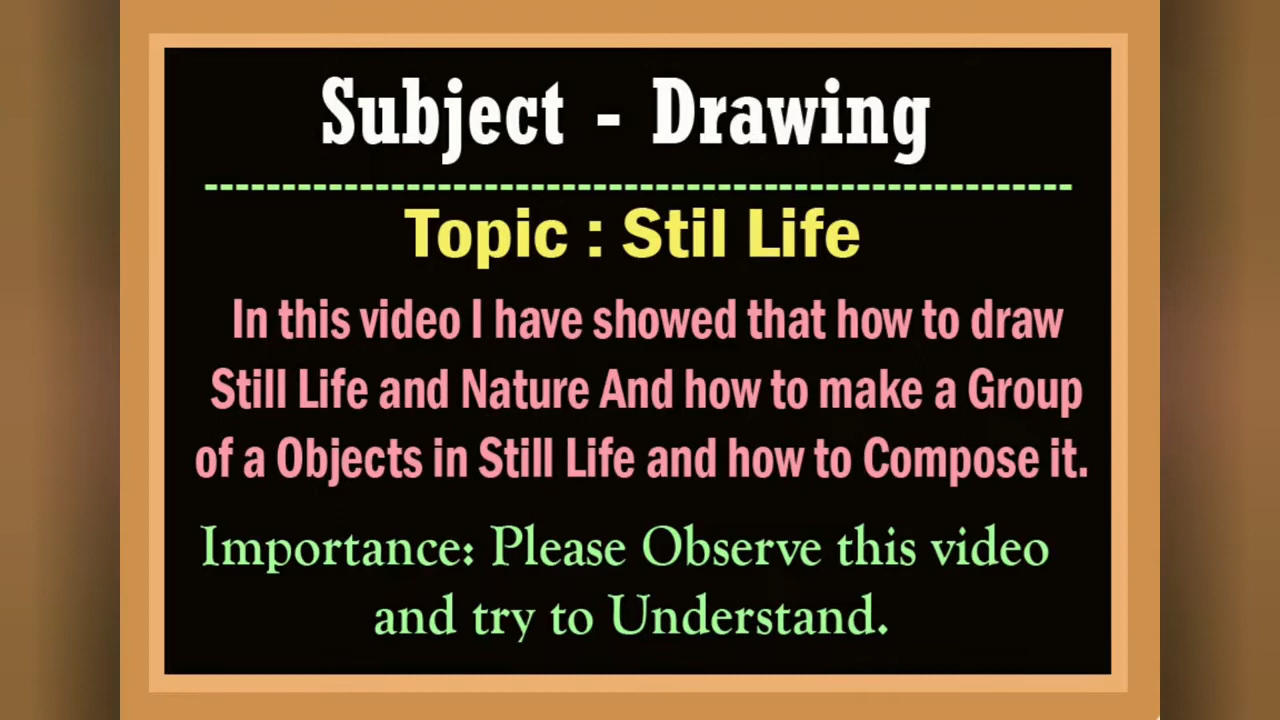 Subject - Drawing
--------------------------------------------------------
Topic : Stil Life
In this video I have showed that how to draw
Still Life and Nature And how to make a Group
of a Objects in Still Life and how to Compose it.
Importance: Please Observe this video
and try to Understand.